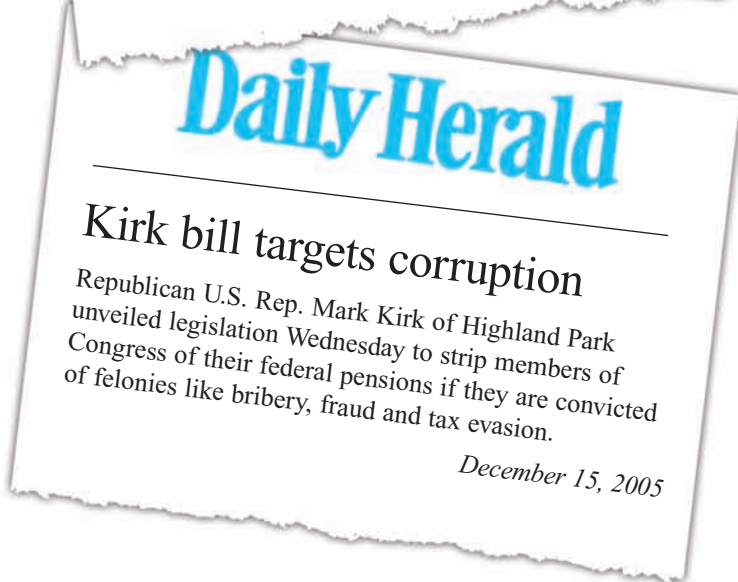 Daily Herald
Kirk bill targets corruption
Republican U.S. Rep. Mark Kirk of Highland Park
unveiled legislation Wednesday to strip members of
Congress of their federal pensions if they are convicted
of felonies like bribery, fraud and tax evasion.
December 15, 2005